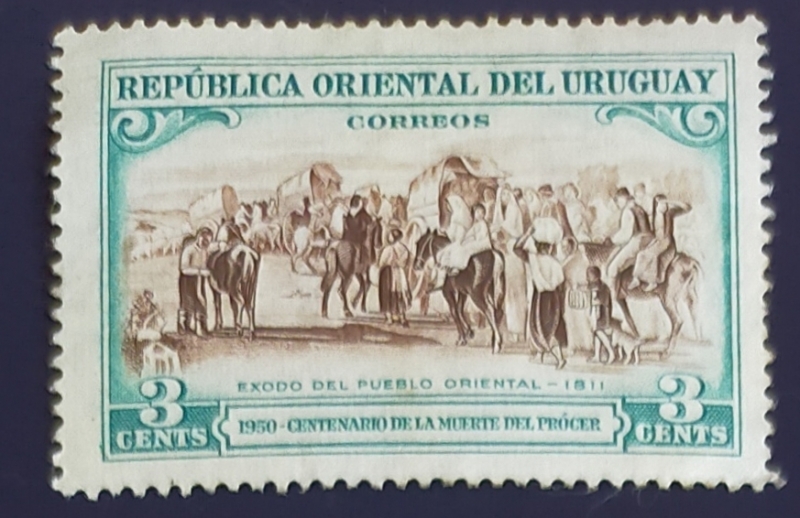 REPÚBLICA ORIENTAL DEL URUGUAY
CORREOS
EXODO DEL PUEBLO ORIENTAL - 1811
3 3
CENTS 1950 - CENTENARIO DE LA MUERTE DEL PRÓCER CENTS